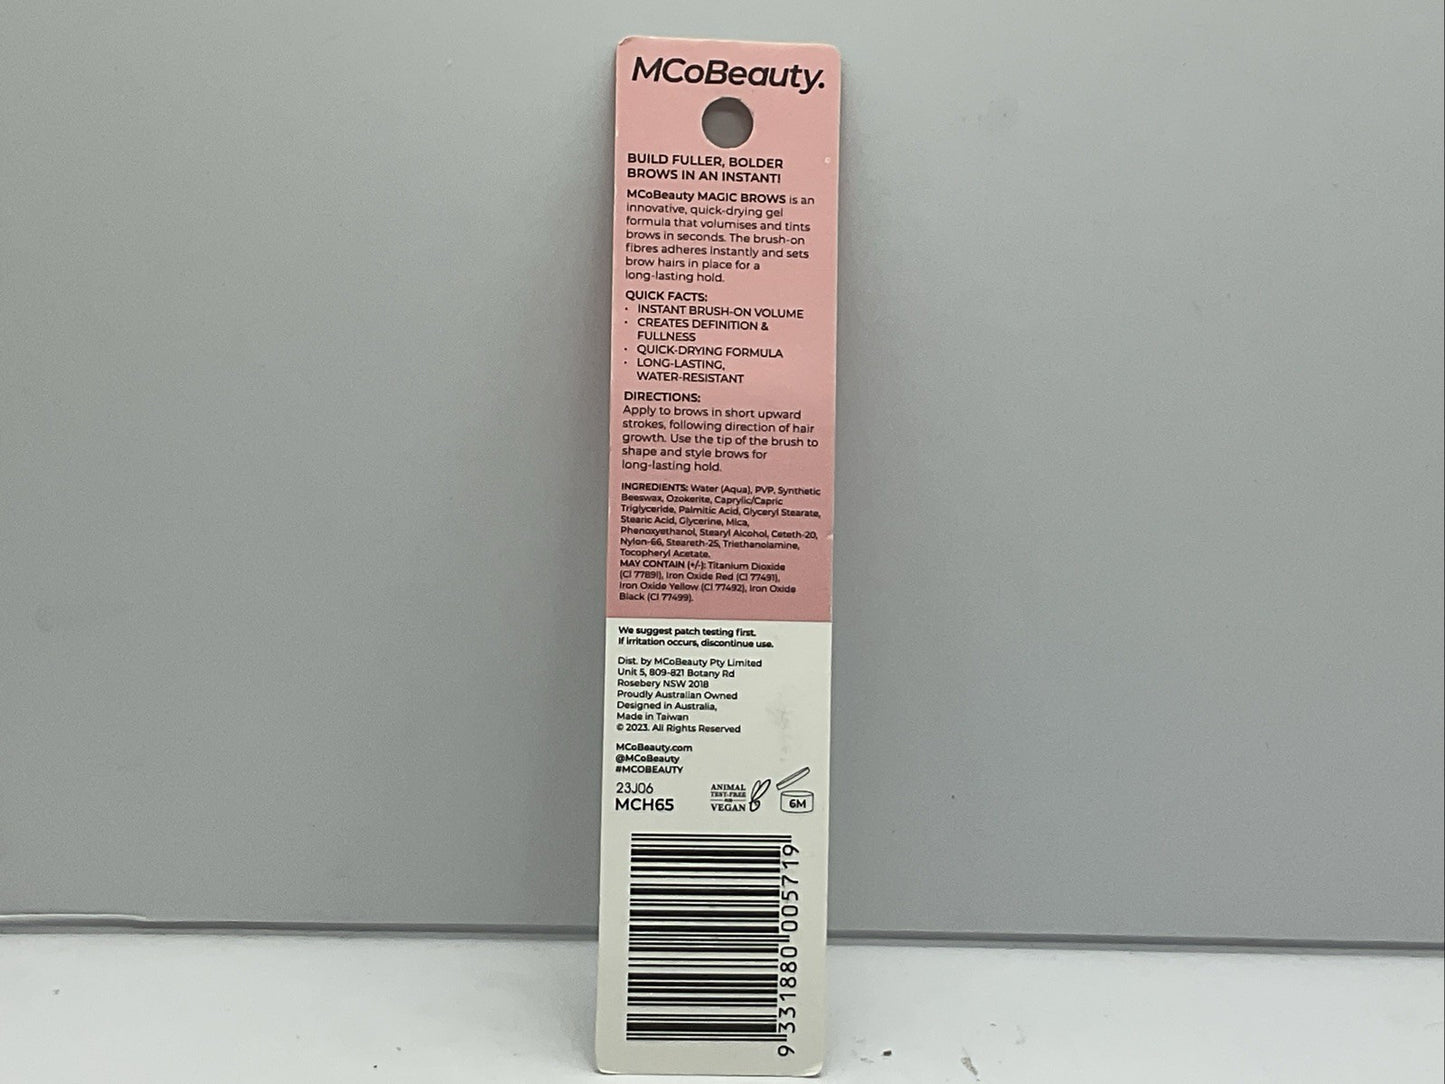 MCoBeauty.
BUILD FULLER, BOLDER
BROWS IN AN INSTANT!
MCoBeauty MAGIC BROWS is an
innovative, quick-drying gel
formula that volumises and tints
brows in seconds. The brush-on
fibres adheres instantly and sets
brow hairs in place for a
long-lasting hold.
QUICK FACTS:
· INSTANT BRUSH-ON VOLUME
· CREATES DEFINITION &
FULLNESS
· QUICK-DRYING FORMULA
· LONG-LASTING,
WATER-RESISTANT
DIRECTIONS:
Apply to brows in short upward
strokes, following direction of hair
growth. Use the tip of the brush to
shape and style brows for
long-lasting hold.
INGREDIENTS: Water (Aqua), PVP, Synthetic
Beeswax, Ozokerite, Caprylic/Capric
Triglyceride, Palmitic Acid, Glyceryl Stearate,
Stearic Acid, Glycerine, Mica,
Phenoxyethanol, Stearyl Alcohol, Ceteth-20,
Nylon-66, Steareth-25, Triethanolamine,
Tocopheryl Acetate.
MAY CONTAIN (+/-): Titanium Dioxide
(CI 77891), Iron Oxide Red (CI 77491),
Iron Oxide Yellow (CI 77492), Iron Oxide
Black (CI 77499).
We suggest patch testing first.
If irritation occurs, discontinue use.
Dist. by MCoBeauty Pty Limited
Unit 5, 809-821 Botany Rd
Rosebery NSW 2018
Proudly Australian Owned
Designed in Australia,
Made in Taiwan
© 2023. All Rights Reserved
MCoBeauty.com
@MCoBeauty
#MCOBEAUTY
23J06
MCH65
ANIMAL
TEST-FREE
VEGAN
6M
9 331880 005719